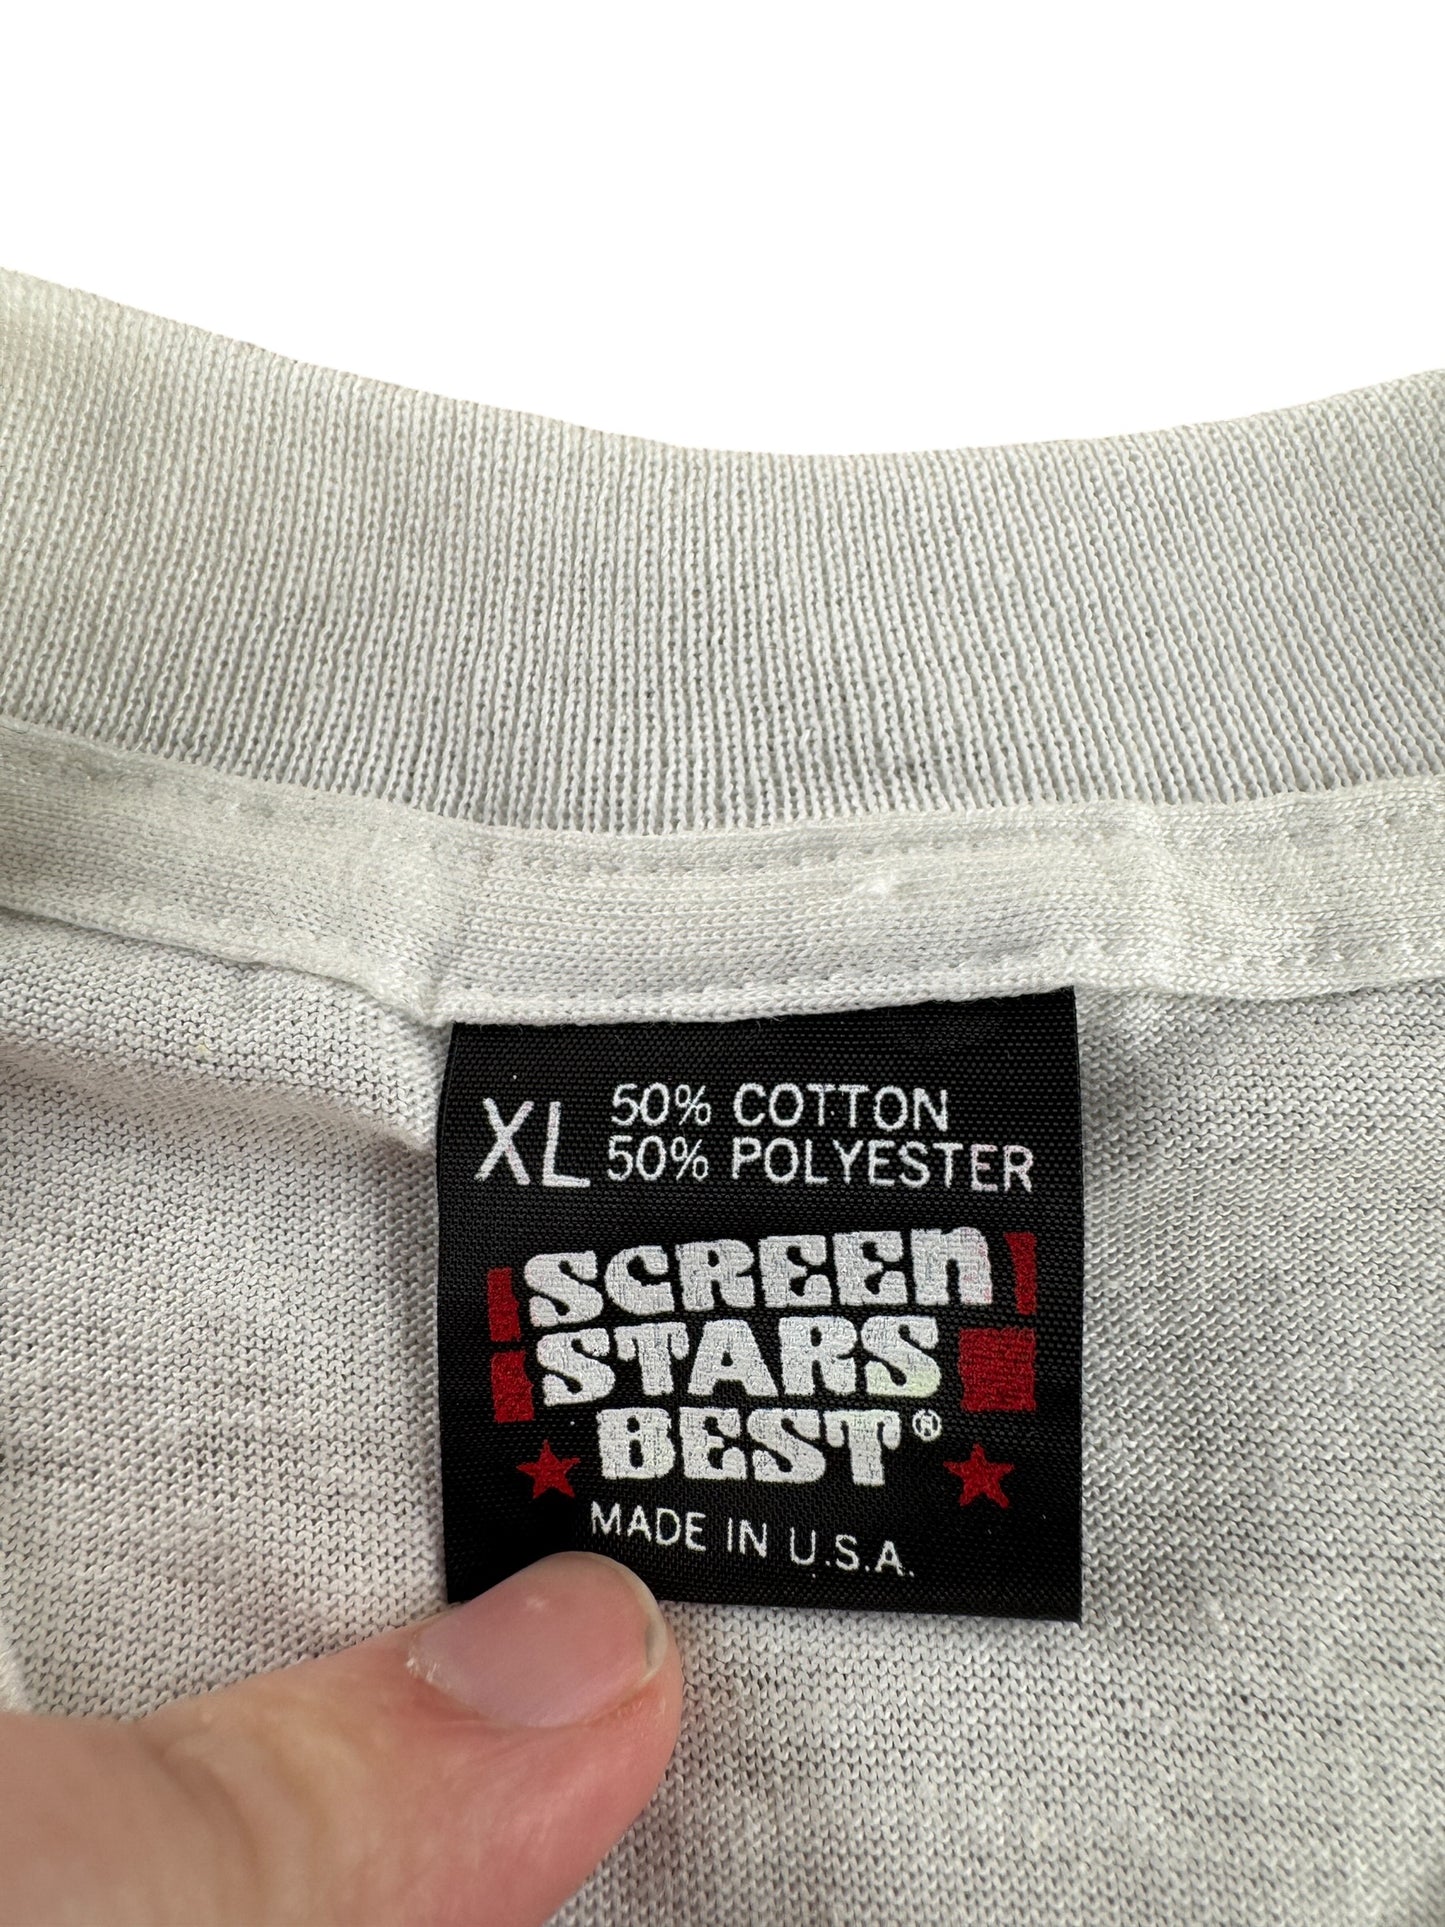 XL 50% COTTON
50% POLYESTER
SCREEn
STARS
BEST®
MADE IN U.S.A.